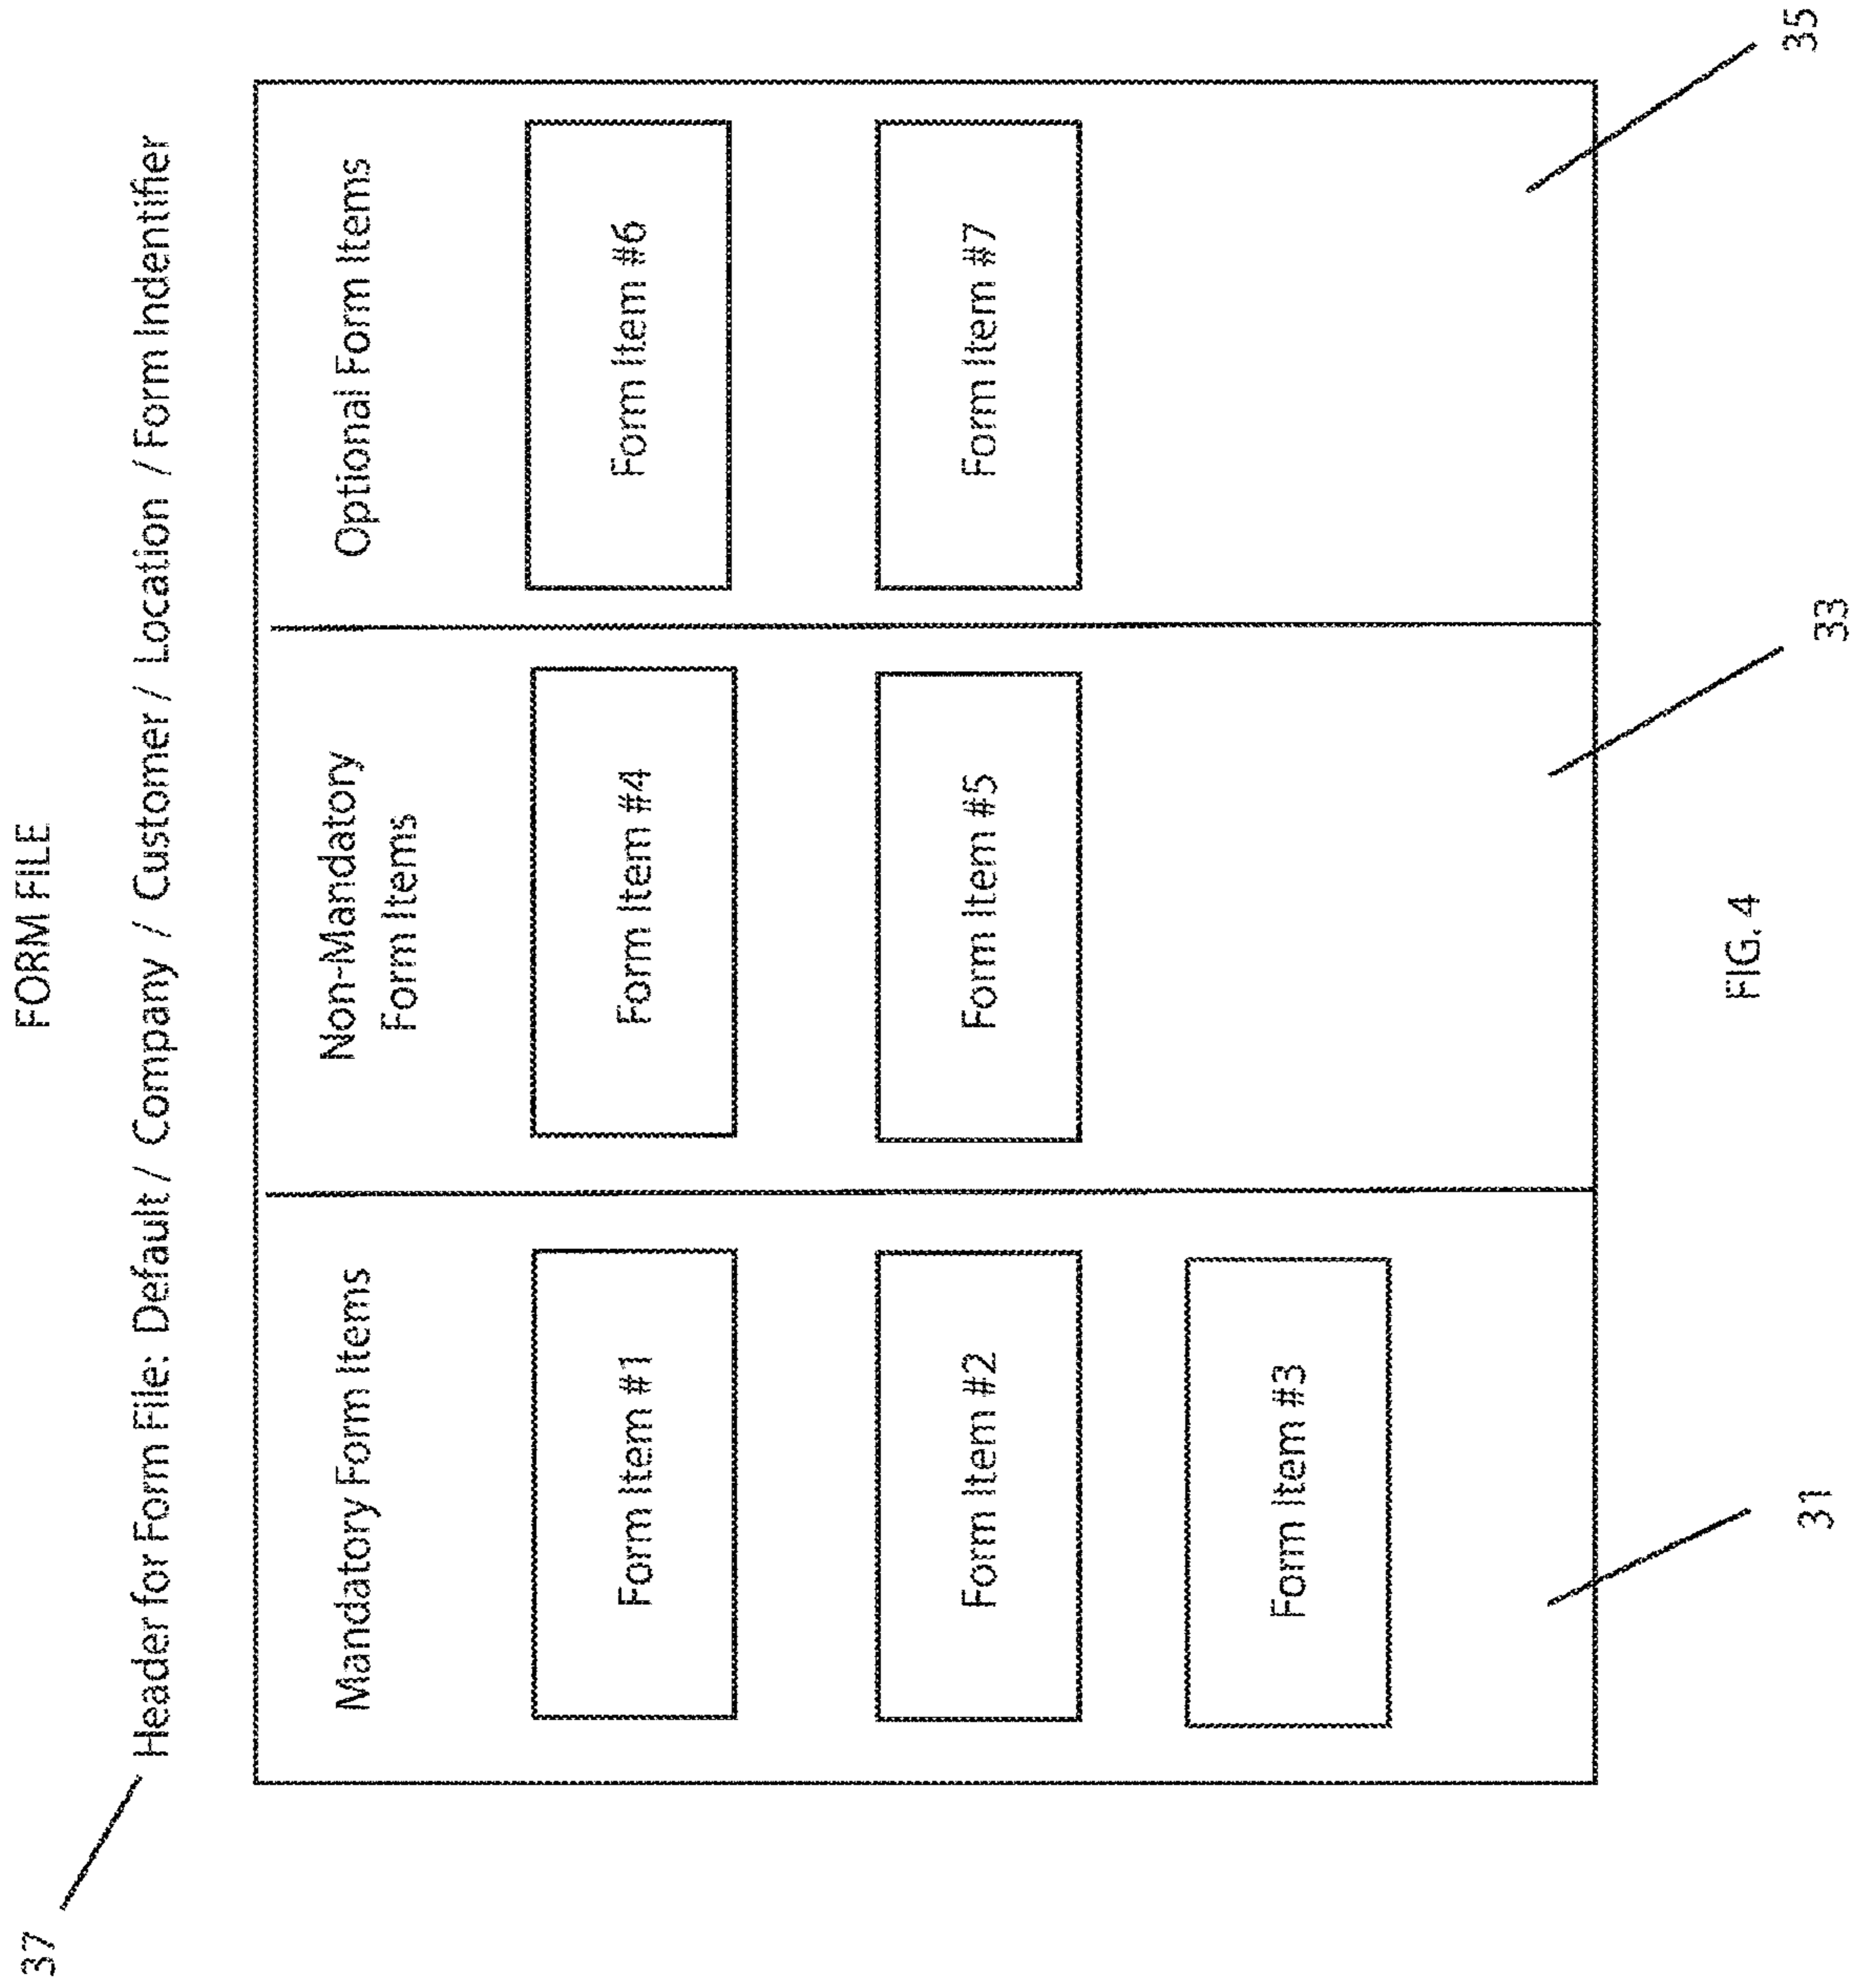 FORM FILE
37
Header for Form File: Default / Company / Customer / Location / Form Indentifier
Mandatory Form Items
Form Item #1
Form Item #2
Form Item #3
31
Non-Mandatory
Form Items
Form Item #4
Form Item #5
33
Optional Form Items
Form Item #6
Form Item #7
35
FIG. 4